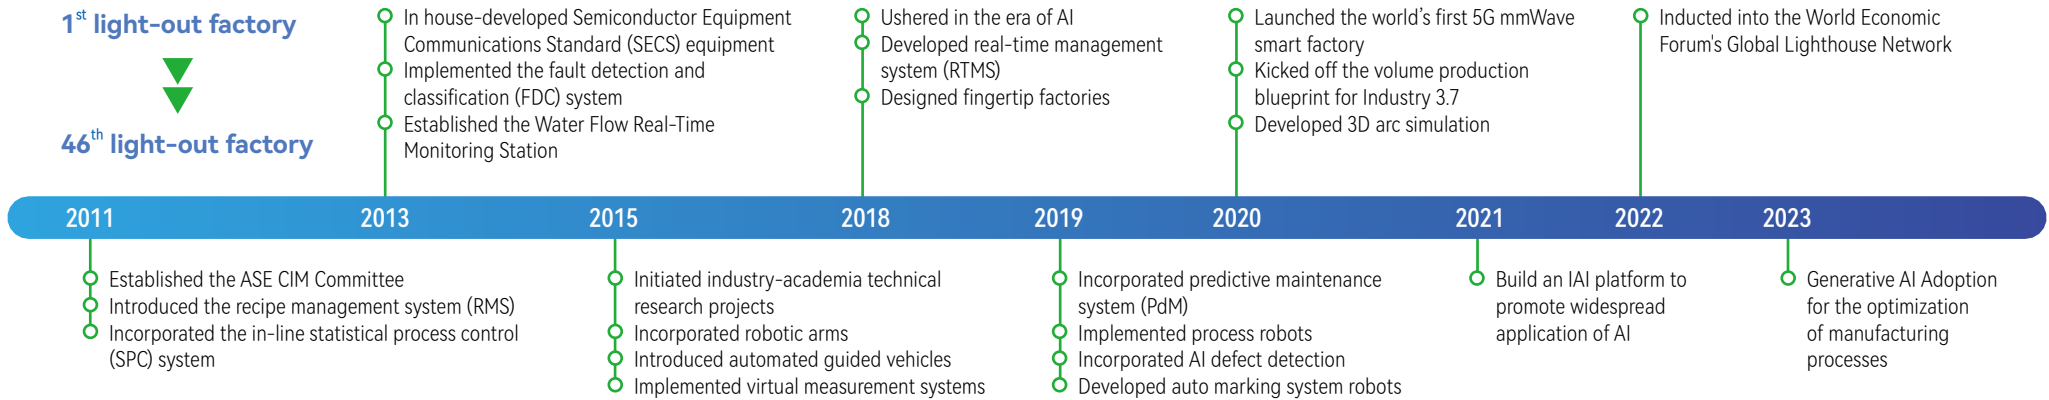 1st light-out factory
46th light-out factory
In house-developed Semiconductor Equipment
Communications Standard (SECS) equipment
Implemented the fault detection and
classification (FDC) system
Established the Water Flow Real-Time
Monitoring Station
Ushered in the era of AI
Developed real-time management
system (RTMS)
Designed fingertip factories
Launched the world’s first 5G mmWave
smart factory
Kicked off the volume production
blueprint for Industry 3.7
Developed 3D arc simulation
Inducted into the World Economic
Forum's Global Lighthouse Network
2011 2013 2015 2018 2019 2020 2021 2022 2023
Established the ASE CIM Committee
Introduced the recipe management system (RMS)
Incorporated the in-line statistical process control
(SPC) system
Initiated industry-academia technical
research projects
Incorporated robotic arms
Introduced automated guided vehicles
Implemented virtual measurement systems
Incorporated predictive maintenance
system (PdM)
Implemented process robots
Incorporated AI defect detection
Developed auto marking system robots
Build an IAI platform to
promote widespread
application of AI
Generative AI Adoption
for the optimization
of manufacturing
processes